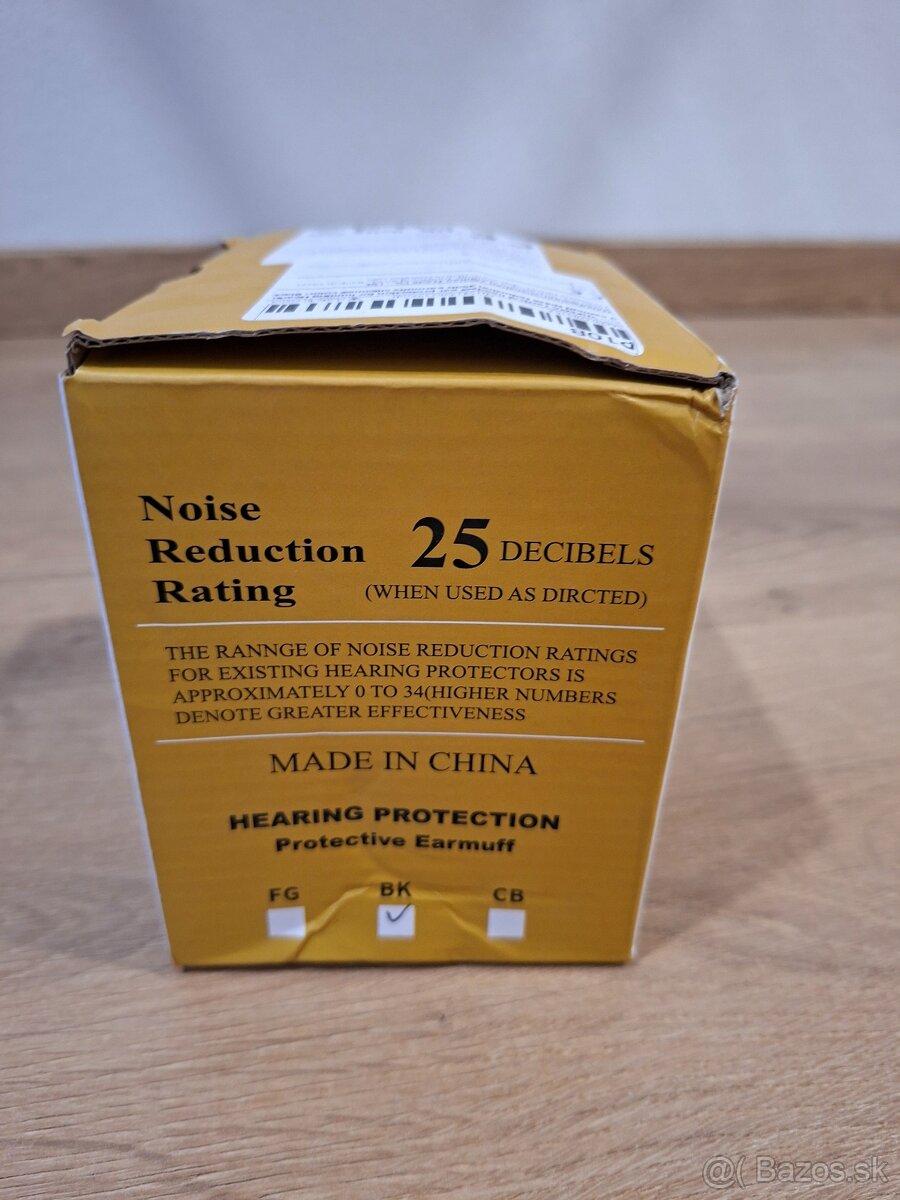 P10B
Noise
Reduction
Rating
25 DECIBELS
(WHEN USED AS DIRCTED)
THE RANNGE OF NOISE REDUCTION RATINGS
FOR EXISTING HEARING PROTECTORS IS
APPROXIMATELY 0 TO 34(HIGHER NUMBERS
DENOTE GREATER EFFECTIVENESS
MADE IN CHINA
HEARING PROTECTION
Protective Earmuff
FG BK CB
@( Bazos.sk